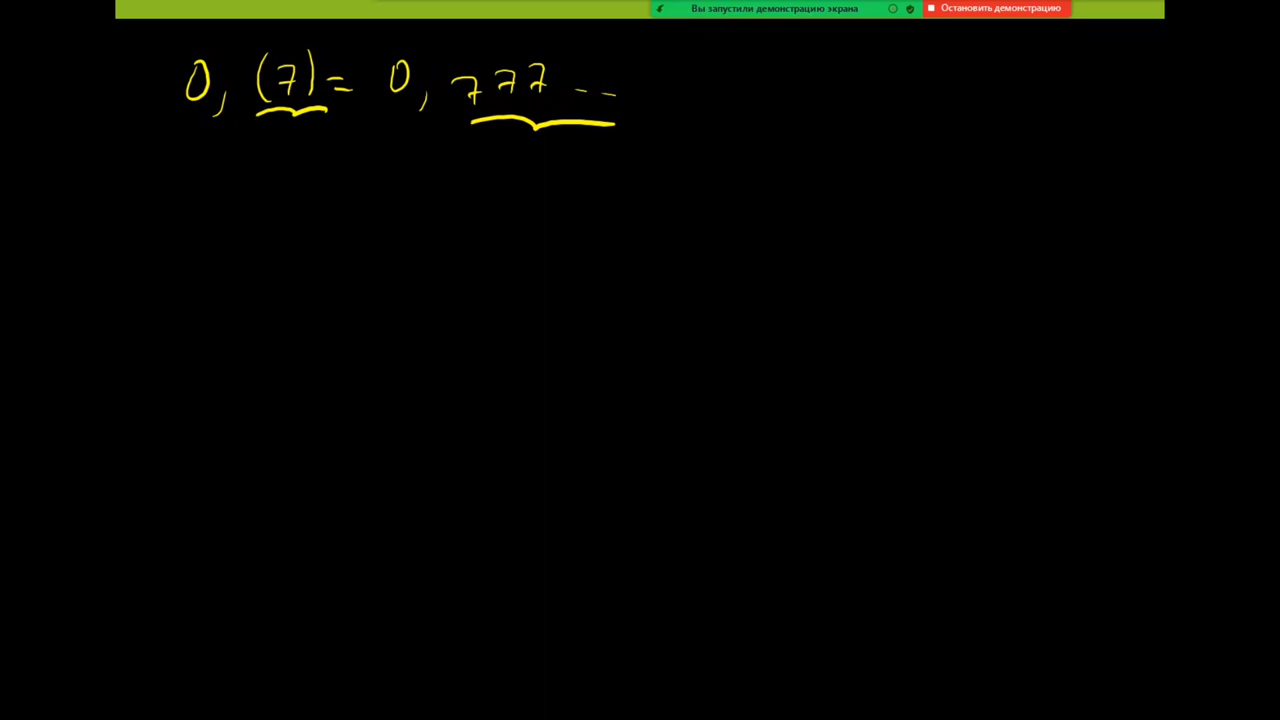 Вы запустили демонстрацию экрана Остановить демонстрацию
0, (7) = 0, 777...